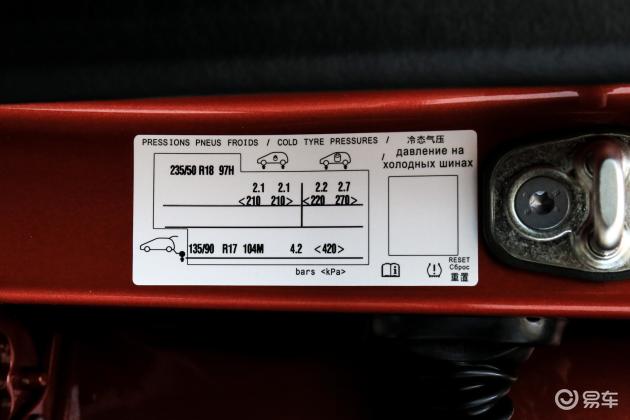 PRESSIONS PNEUS FROIDS / COLD TYRE PRESSURES / 冷态气压
/ давление на холодных шинах
235/50 R18 97H
2.1 2.1 2.2 2.7
<210 210> <220 270>
135/90 R17 104M 4.2 <420>
bars <kPa>
RESET
Сброс
重置
易车